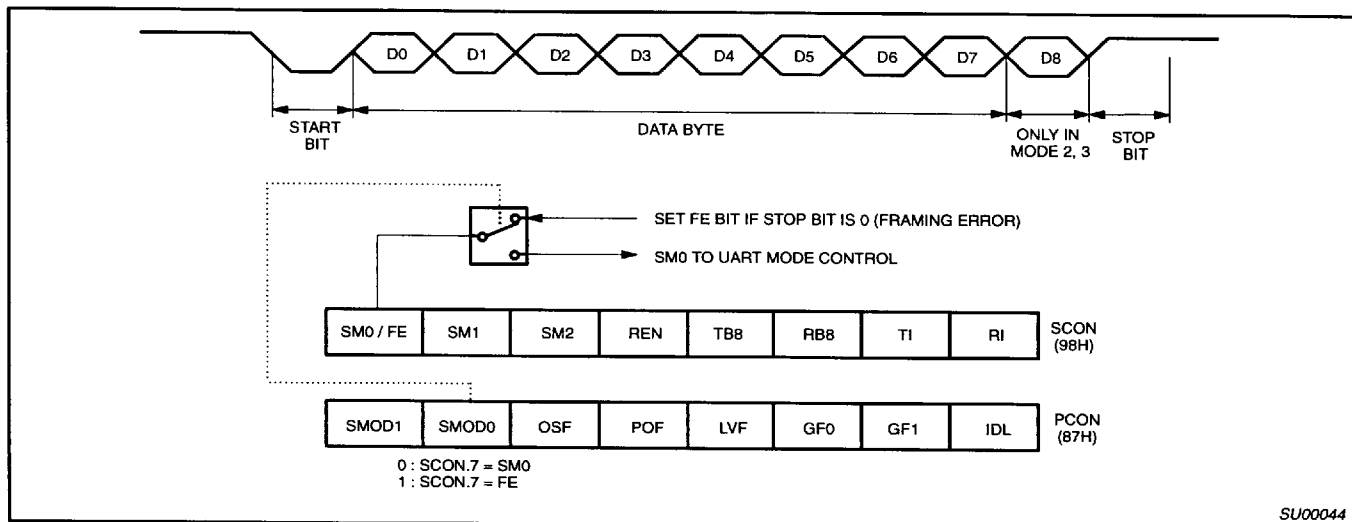 D0 D1 D2 D3 D4 D5 D6 D7 D8
START
BIT
DATA BYTE
ONLY IN
MODE 2, 3
STOP
BIT
SET FE BIT IF STOP BIT IS 0 (FRAMING ERROR)
SM0 TO UART MODE CONTROL
SM0 / FE SM1 SM2 REN TB8 RB8 TI RI
SCON
(98H)
SMOD1 SMOD0 OSF POF LVF GF0 GF1 IDL
PCON
(87H)
0 : SCON.7 = SM0
1 : SCON.7 = FE
SU00044